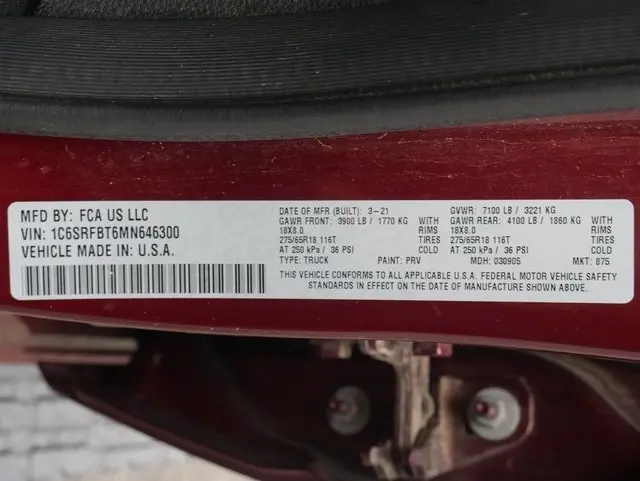 MFD BY: FCA US LLC
VIN: 1C6SRFBT6MN646300
VEHICLE MADE IN U.S.A.
DATE OF MFR (BUILT): 3-21
GAWR FRONT: 3900 LB / 1770 KG
18X8.0
275/65R18 116T
AT 250 kPa / 36 PSI
TYPE: TRUCK
WITH
RIMS
TIRES
COLD
PAINT: PRV
GVWR: 7100 LB / 3221 KG
GAWR REAR: 4100 LB / 1860 KG
18X8.0
275/65R18 116T
AT 250 kPa / 36 PSI
MDH: 030905
WITH
RIMS
TIRES
COLD
MKT: 875
THIS VEHICLE CONFORMS TO ALL APPLICABLE U.S.A. FEDERAL MOTOR VEHICLE SAFETY
STANDARDS IN EFFECT ON THE DATE OF MANUFACTURE SHOWN ABOVE.